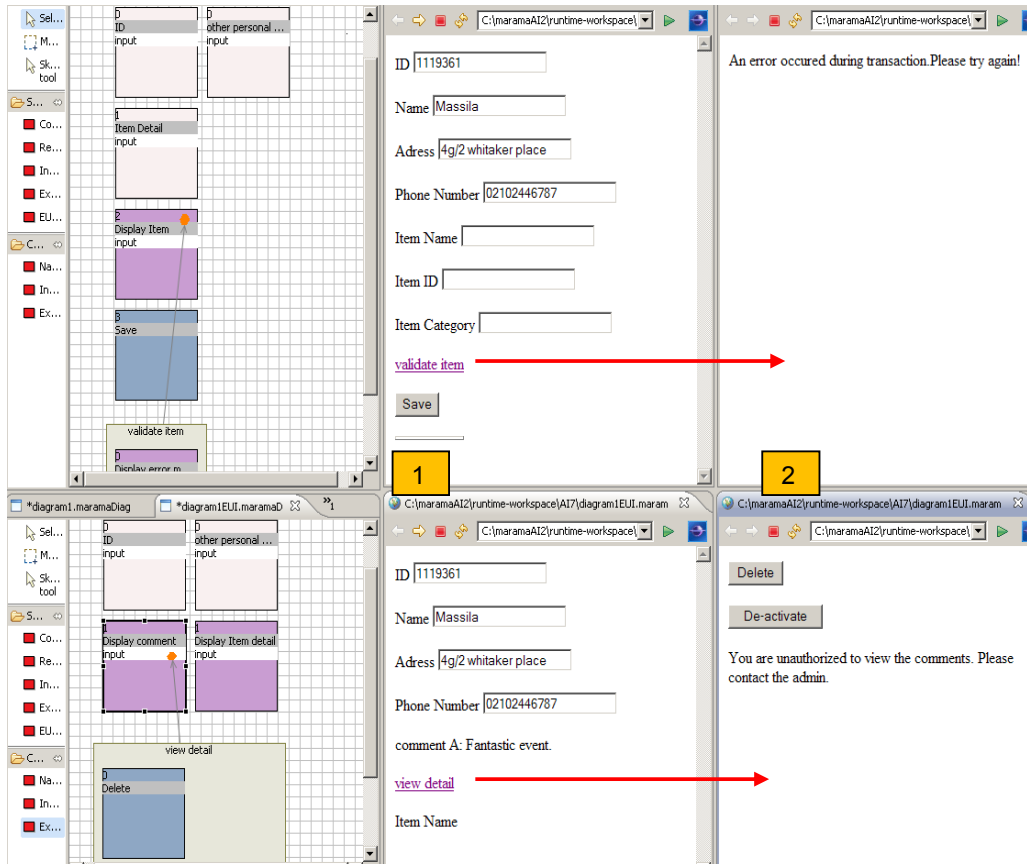 Sel...
M...
Sk...
tool
S...
Co...
Re...
In...
Ex...
EU...
C...
Na...
In...
Ex...
0
ID
input
0
other personal ...
input
1
Item Detail
input
2
Display Item
input
3
Save
validate item
0
C:\maramaAI2\runtime-workspace\
ID 1119361
Name Massila
Adress 4g/2 whitaker place
Phone Number 02102446787
Item Name
Item ID
Item Category
validate item
Save
C:\maramaAI2\runtime-workspace\
An error occured during transaction.Please try again!
1
2
*diagram1.maramaDiag
*diagram1EUI.maramaD
»1
Sel...
M...
Sk...
tool
S...
Co...
Re...
In...
Ex...
EU...
C...
Na...
In...
Ex...
0
ID
input
0
other personal ...
input
1
Display comment
input
1
Display Item detail
input
view detail
0
Delete
C:\maramaAI2\runtime-workspace\AI7\diagram1EUI.maram
C:\maramaAI2\runtime-workspace\
ID 1119361
Name Massila
Adress 4g/2 whitaker place
Phone Number 02102446787
comment A: Fantastic event.
view detail
Item Name
C:\maramaAI2\runtime-workspace\AI7\diagram1EUI.maram
C:\maramaAI2\runtime-workspace\
Delete
De-activate
You are unauthorized to view the comments. Please
contact the admin.